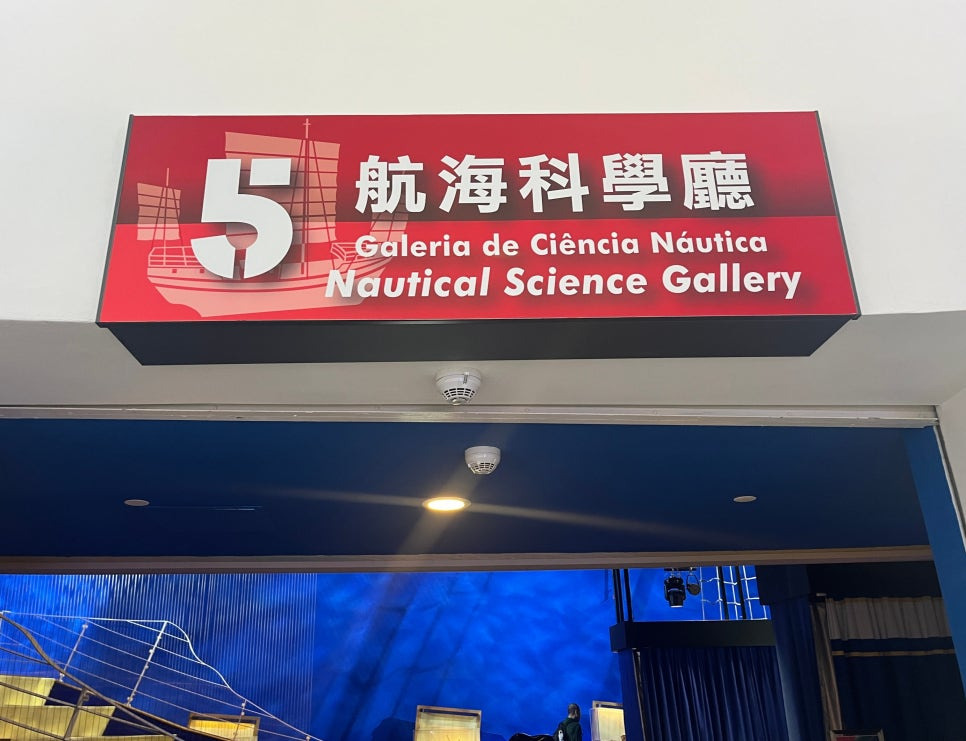 5
航海科學廳
Galeria de Ciência Náutica
Nautical Science Gallery